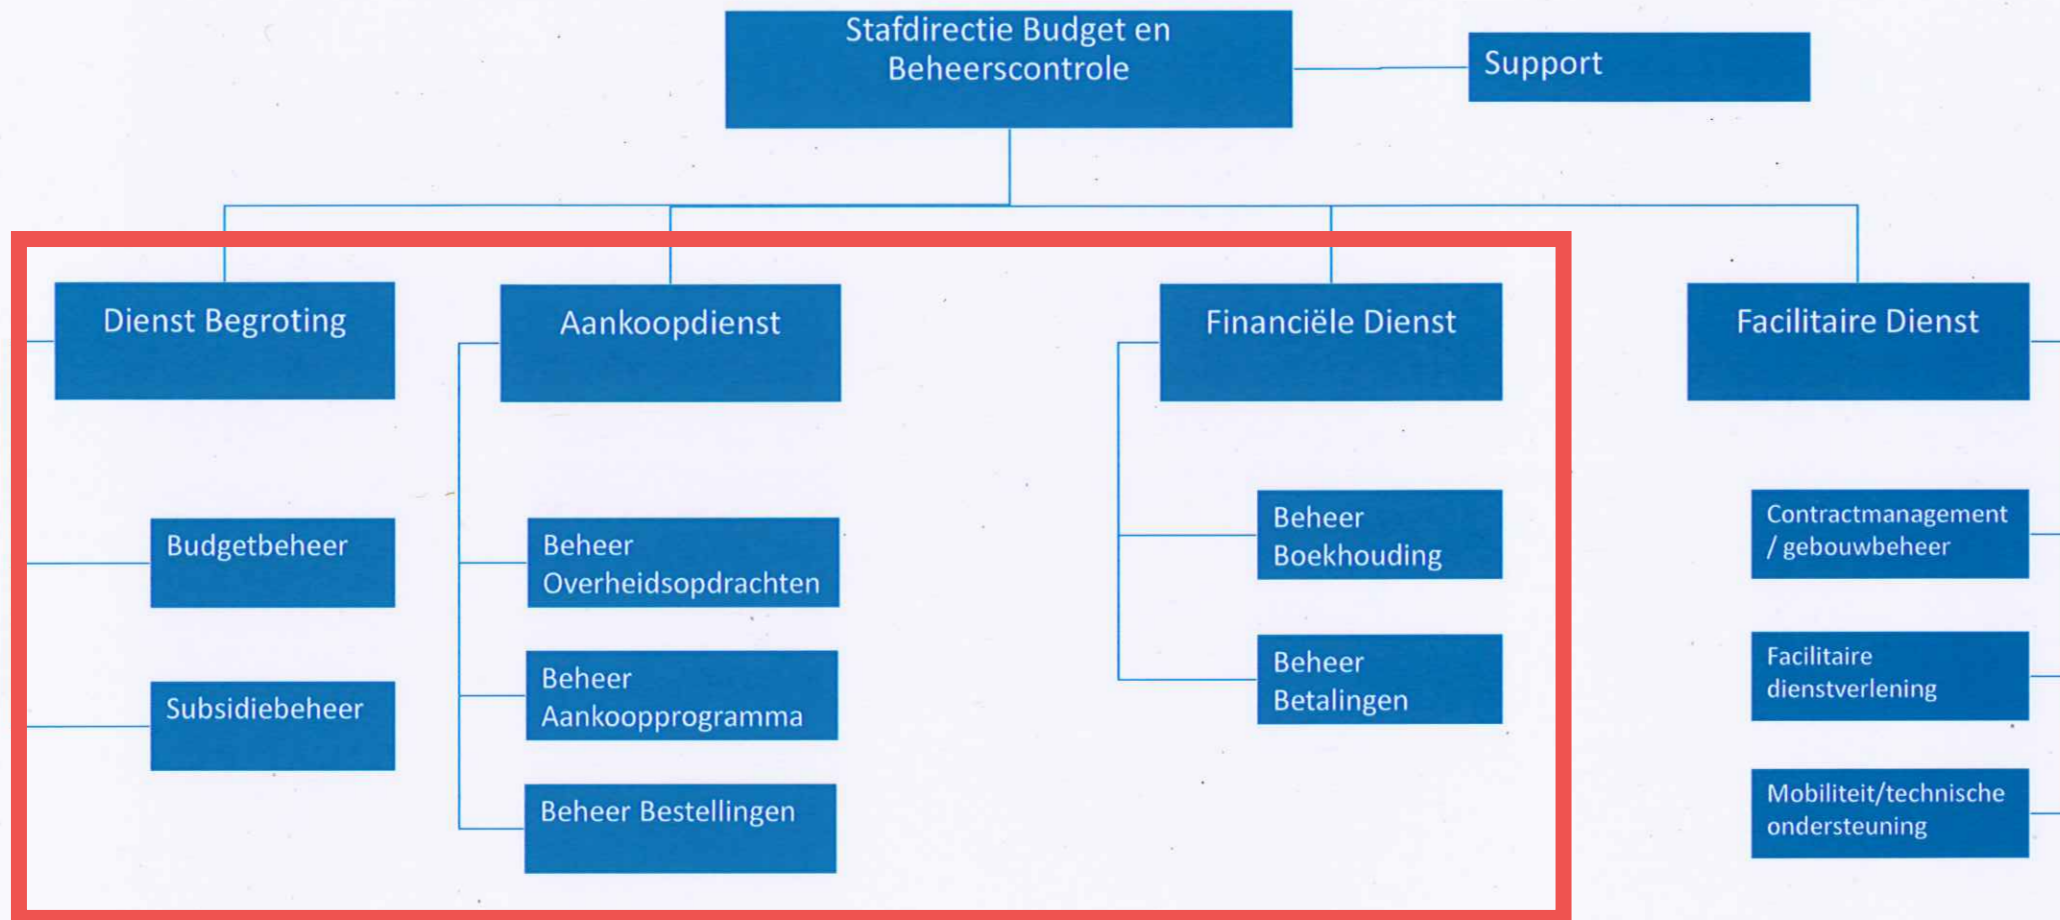 Stafdirectie Budget en
Beheerscontrole
Support
Dienst Begroting
Aankoopdienst
Financiële Dienst
Facilitaire Dienst
Budgetbeheer
Subsidiebeheer
Beheer
Overheidsopdrachten
Beheer
Aankoopprogramma
Beheer Bestellingen
Beheer
Boekhouding
Beheer
Betalingen
Contractmanagement
/ gebouwbeheer
Facilitaire
dienstverlening
Mobiliteit/technische
ondersteuning